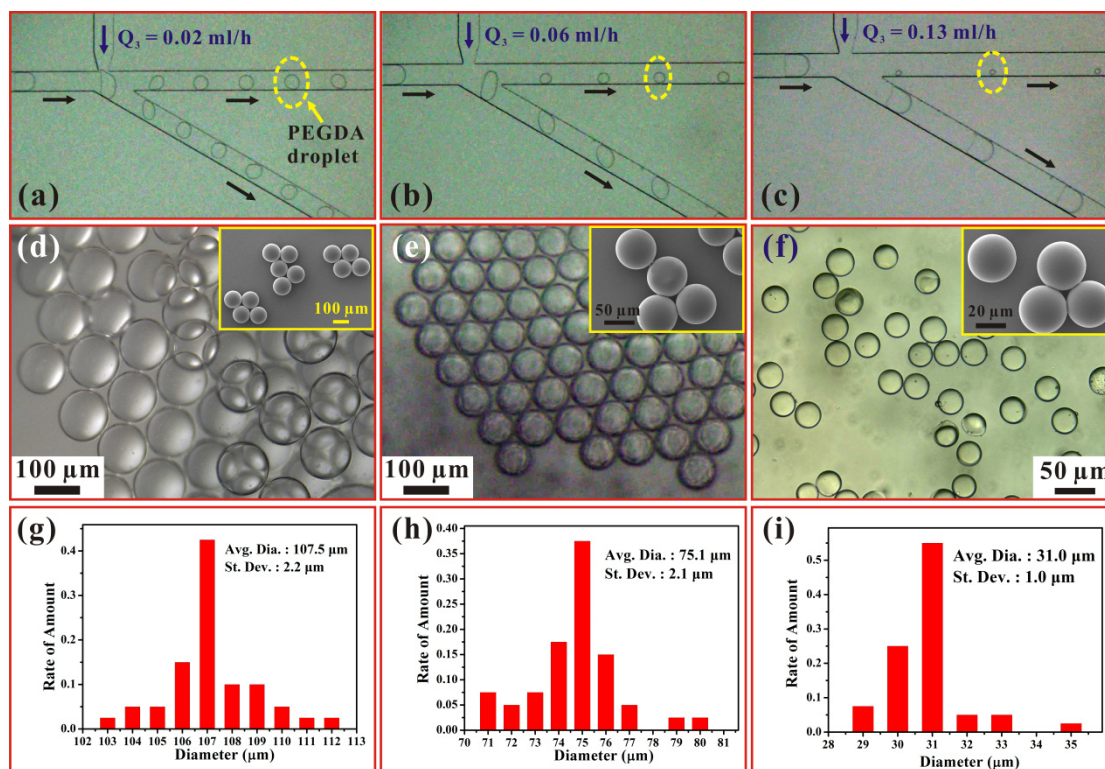 Q₃ = 0.02 ml/h
PEGDA
droplet
(a)
Q₃ = 0.06 ml/h
(b)
Q₃ = 0.13 ml/h
(c)
(d)
100 µm
100 µm
(e)
50 µm
100 µm
(f)
20 µm
50 µm
(g)
Avg. Dia. : 107.5 µm
St. Dev. : 2.2 µm
Rate of Amount
0.4
0.3
0.2
0.1
0.0
102 103 104 105 106 107 108 109 110 111 112 113
Diameter (µm)
(h)
Avg. Dia. : 75.1 µm
St. Dev. : 2.1 µm
Rate of Amount
0.40
0.35
0.30
0.25
0.20
0.15
0.10
0.05
0.00
70 71 72 73 74 75 76 77 78 79 80 81
Diameter (µm)
(i)
Avg. Dia. : 31.0 µm
St. Dev. : 1.0 µm
Rate of Amount
0.5
0.4
0.3
0.2
0.1
0.0
28 29 30 31 32 33 34 35
Diameter (µm)